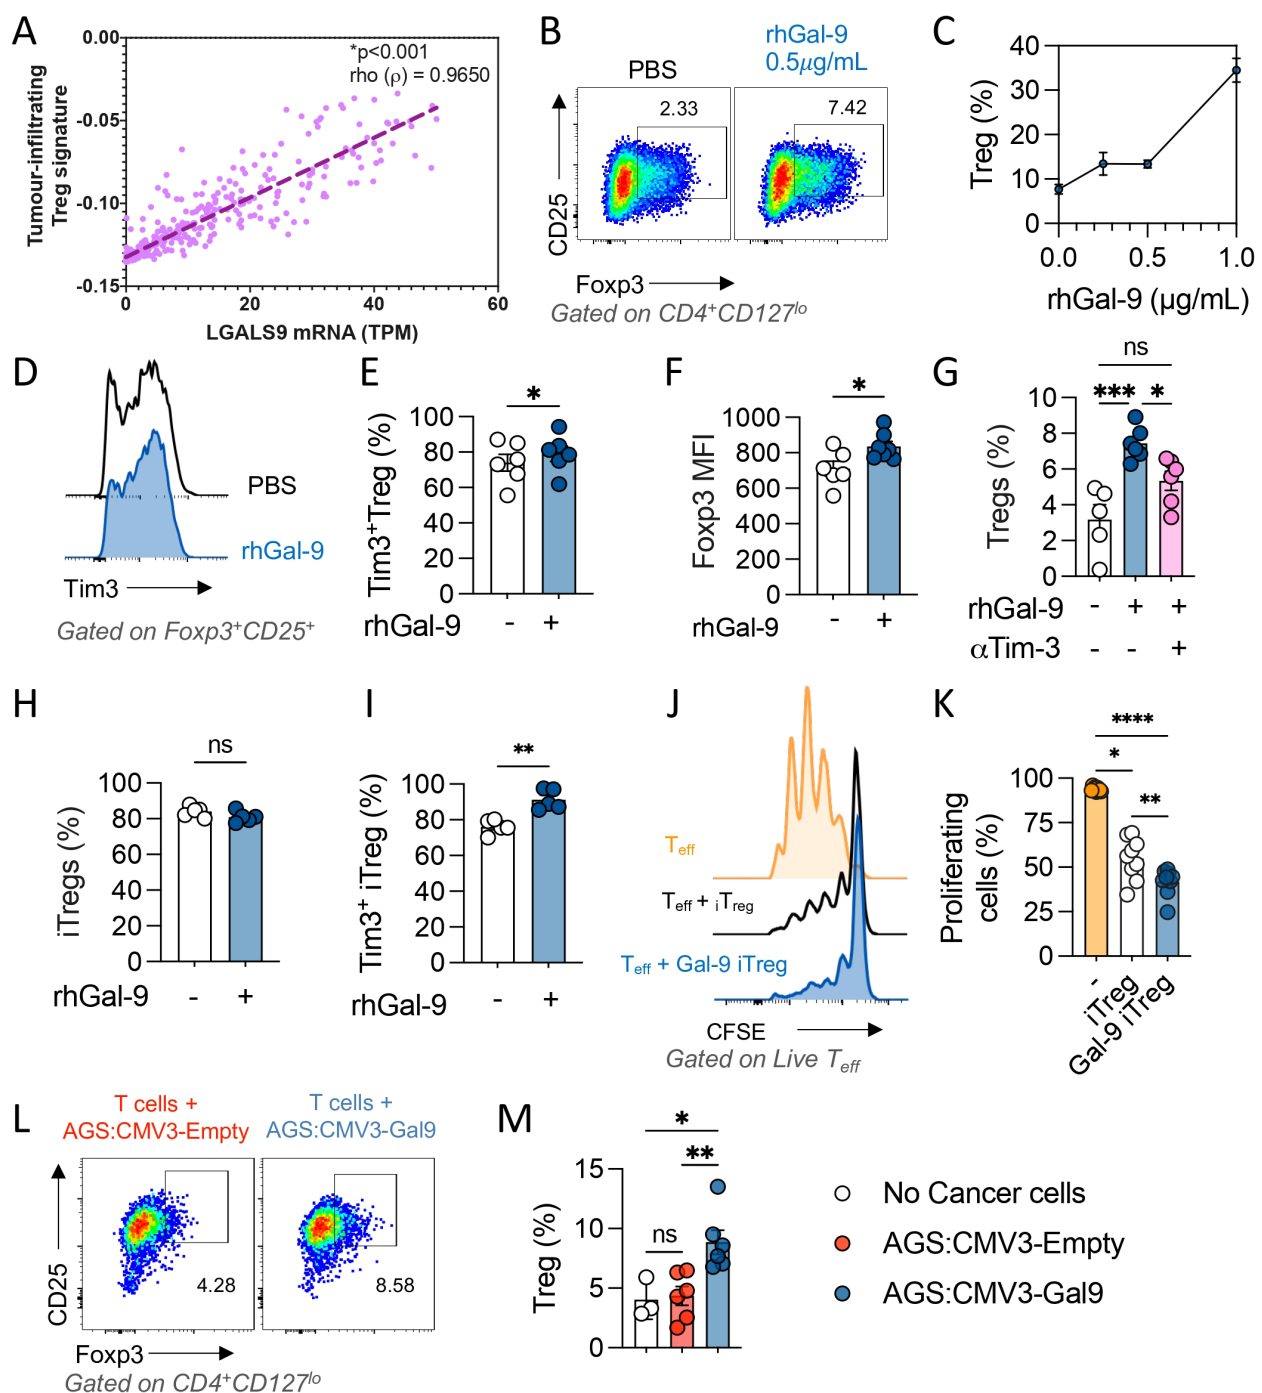 A
0.00
-0.05
-0.10
-0.15
Tumour-infiltrating
Treg signature
*p<0.001
rho (ρ) = 0.9650
0
20
40
60
LGALS9 mRNA (TPM)
B
PBS
rhGal-9
0.5μg/mL
2.33
7.42
CD25
Foxp3
Gated on CD4+CD127lo
C
Treg (%)
40
30
20
10
0
0.0
0.5
1.0
rhGal-9 (μg/mL)
D
PBS
rhGal-9
Tim3
Gated on Foxp3+CD25+
E
Tim3+Treg (%)
100
80
60
40
20
0
*
rhGal-9 - +
F
Foxp3 MFI
1000
800
600
400
200
0
*
rhGal-9 - +
G
Tregs (%)
10
8
6
4
2
0
ns
*** *
rhGal-9 - + +
αTim-3 - - +
H
iTregs (%)
100
80
60
40
20
0
ns
rhGal-9 - +
I
Tim3+ iTreg (%)
100
80
60
40
20
0
**
rhGal-9 - +
J
Teff
Teff + iTreg
Teff + Gal-9 iTreg
CFSE
Gated on Live Teff
K
Proliferating
cells (%)
100
75
50
25
0
****
*
**
-
iTreg
Gal-9 iTreg
L
T cells +
AGS:CMV3-Empty
T cells +
AGS:CMV3-Gal9
4.28
8.58
CD25
Foxp3
Gated on CD4+CD127lo
M
Treg (%)
15
10
5
0
*
**
ns
No Cancer cells
AGS:CMV3-Empty
AGS:CMV3-Gal9